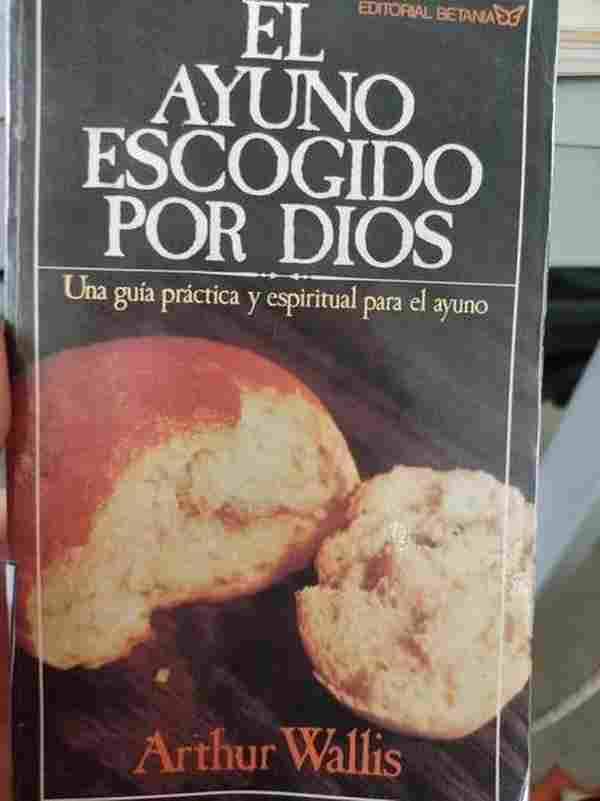 EDITORIAL BETANIA
EL
AYUNO
ESCOGIDO
POR DIOS
Una guía práctica y espiritual para el ayuno
Arthur Wallis